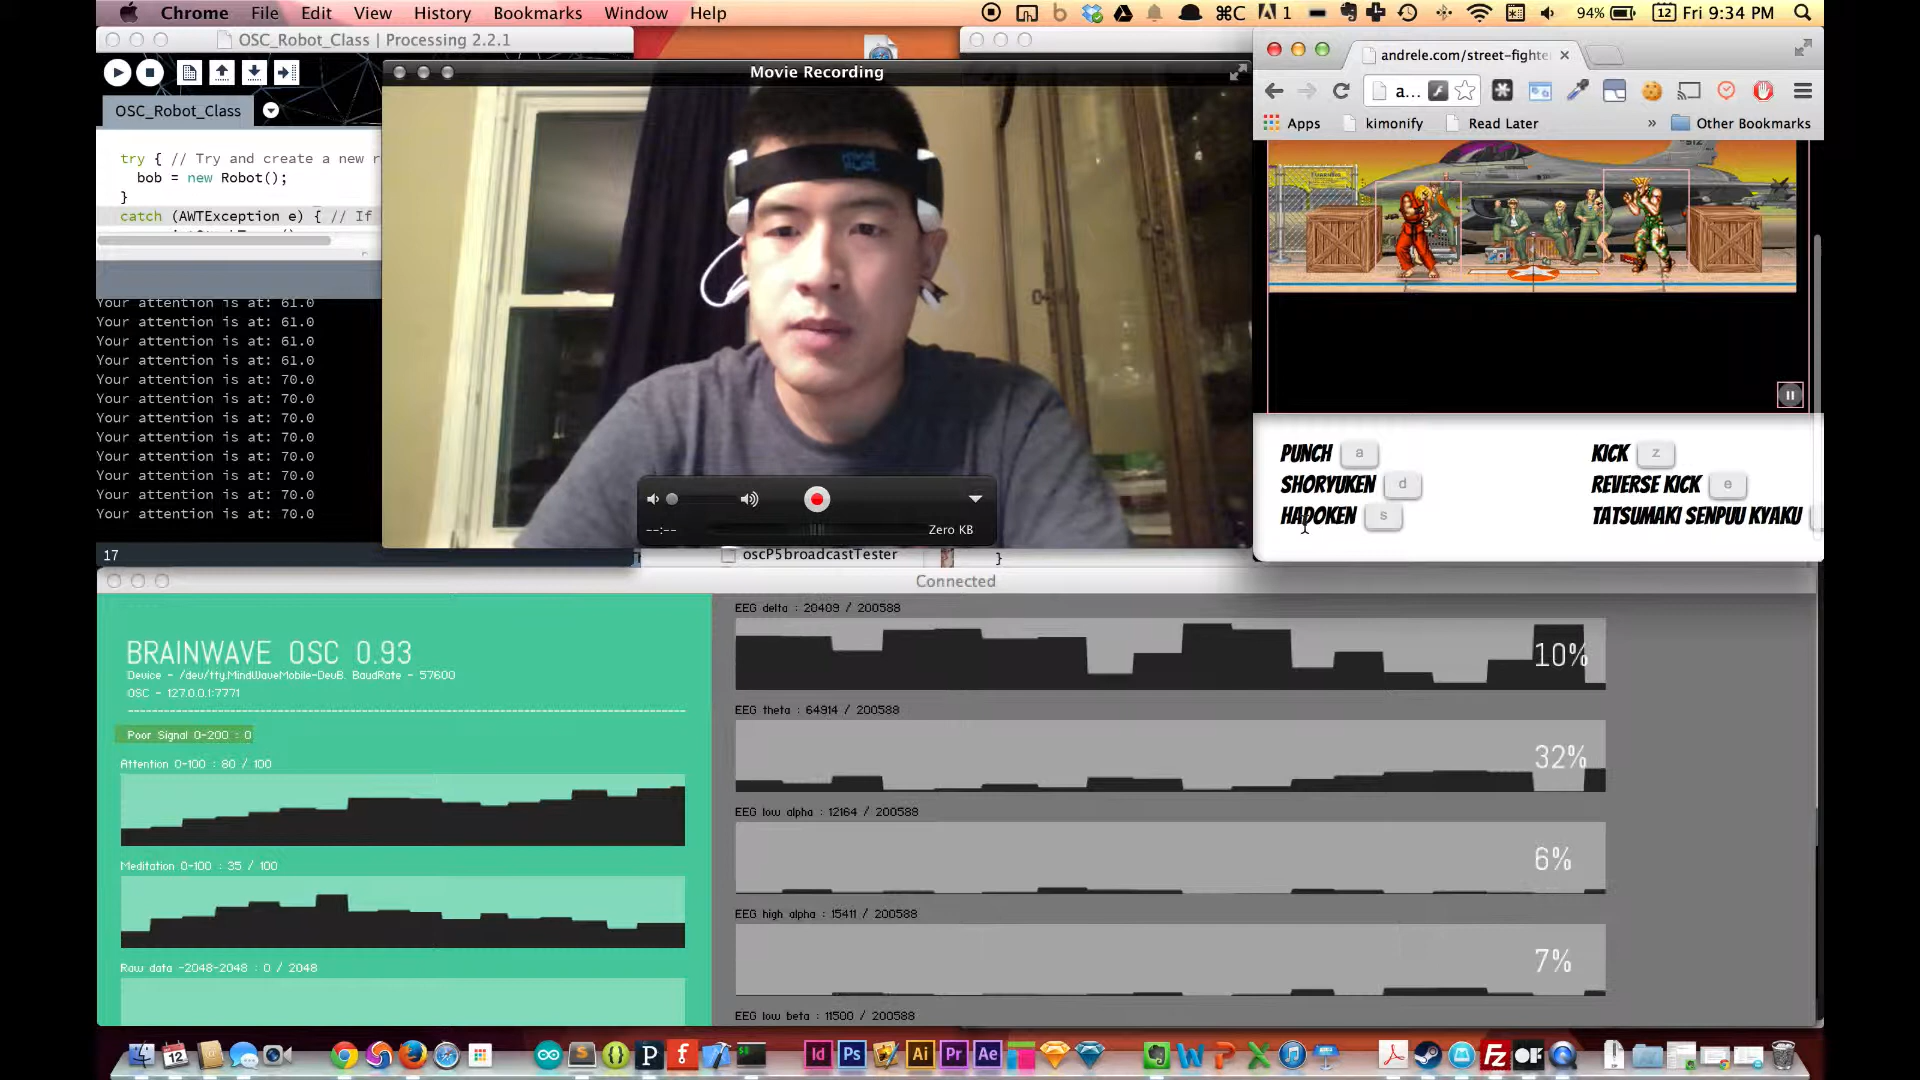 Chrome File Edit View History Bookmarks Window Help
⌘C
1
94%
12 Fri 9:34 PM
OSC_Robot_Class | Processing 2.2.1
OSC_Robot_Class
try { // Try and create a new r
bob = new Robot();
}
catch (AWTException e) { // If
Your attention is at: 61.0
Your attention is at: 61.0
Your attention is at: 61.0
Your attention is at: 61.0
Your attention is at: 70.0
Your attention is at: 70.0
Your attention is at: 70.0
Your attention is at: 70.0
Your attention is at: 70.0
Your attention is at: 70.0
Your attention is at: 70.0
Your attention is at: 70.0
17
Movie Recording
--:--
Zero KB
oscP5broadcastTester
}
andrele.com/street-fighte
a...
Apps kimonify Read Later » Other Bookmarks
PUNCH a
KICK z
SHORYUKEN d
REVERSE KICK e
HADOKEN s
TATSUMAKI SENPUU KYAKU
Connected
BRAINWAVE OSC 0.93
Device - /dev/tty.MindWaveMobile-DevB. BaudRate - 57600
OSC - 127.0.0.1:7771
Poor Signal 0-200 : 0
Attention 0-100 : 80 / 100
Meditation 0-100 : 35 / 100
Raw data -2048-2048 : 0 / 2048
EEG delta : 20409 / 200588
10%
EEG theta : 64914 / 200588
32%
EEG low alpha : 12164 / 200588
6%
EEG high alpha : 15411 / 200588
7%
EEG low beta : 11500 / 200588
12
P
f
Id
Ps
Ai
Pr
Ae
W
P
X
Fz
OF